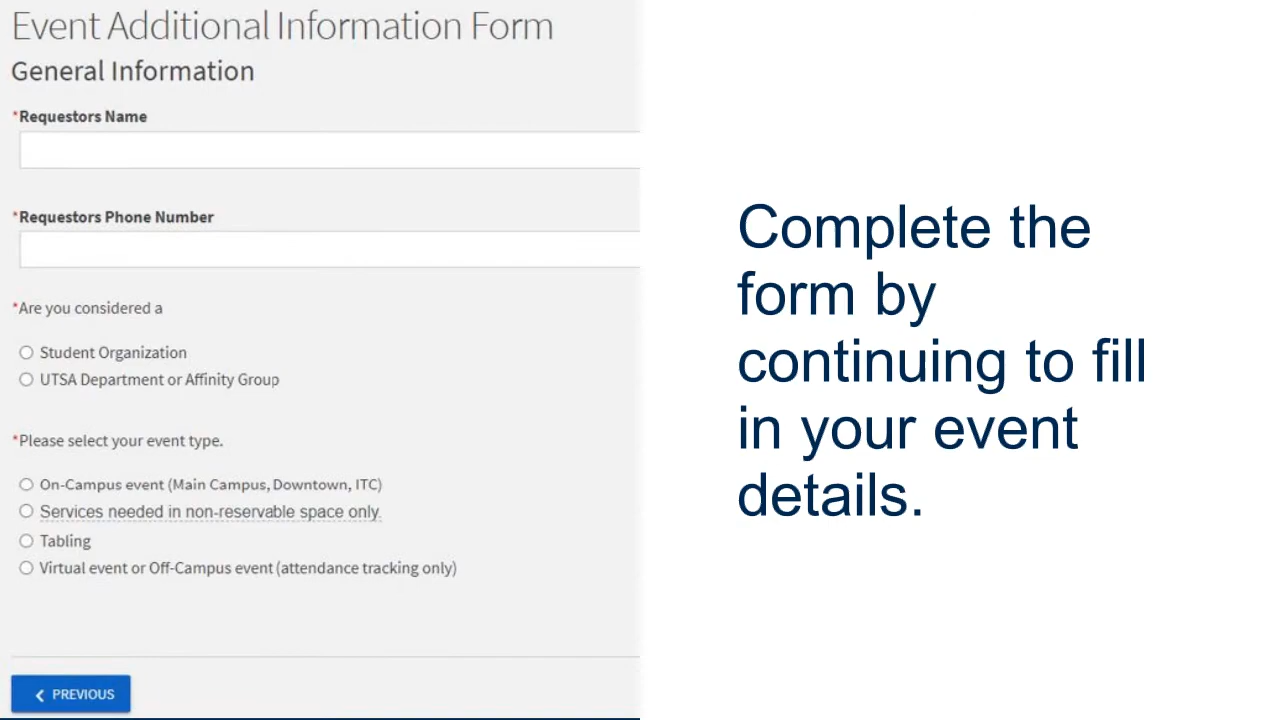 Event Additional Information Form
General Information
*Requestors Name
*Requestors Phone Number
*Are you considered a
Student Organization
UTSA Department or Affinity Group
*Please select your event type.
On-Campus event (Main Campus, Downtown, ITC)
Services needed in non-reservable space only.
Tabling
Virtual event or Off-Campus event (attendance tracking only)
PREVIOUS
Complete the
form by
continuing to fill
in your event
details.